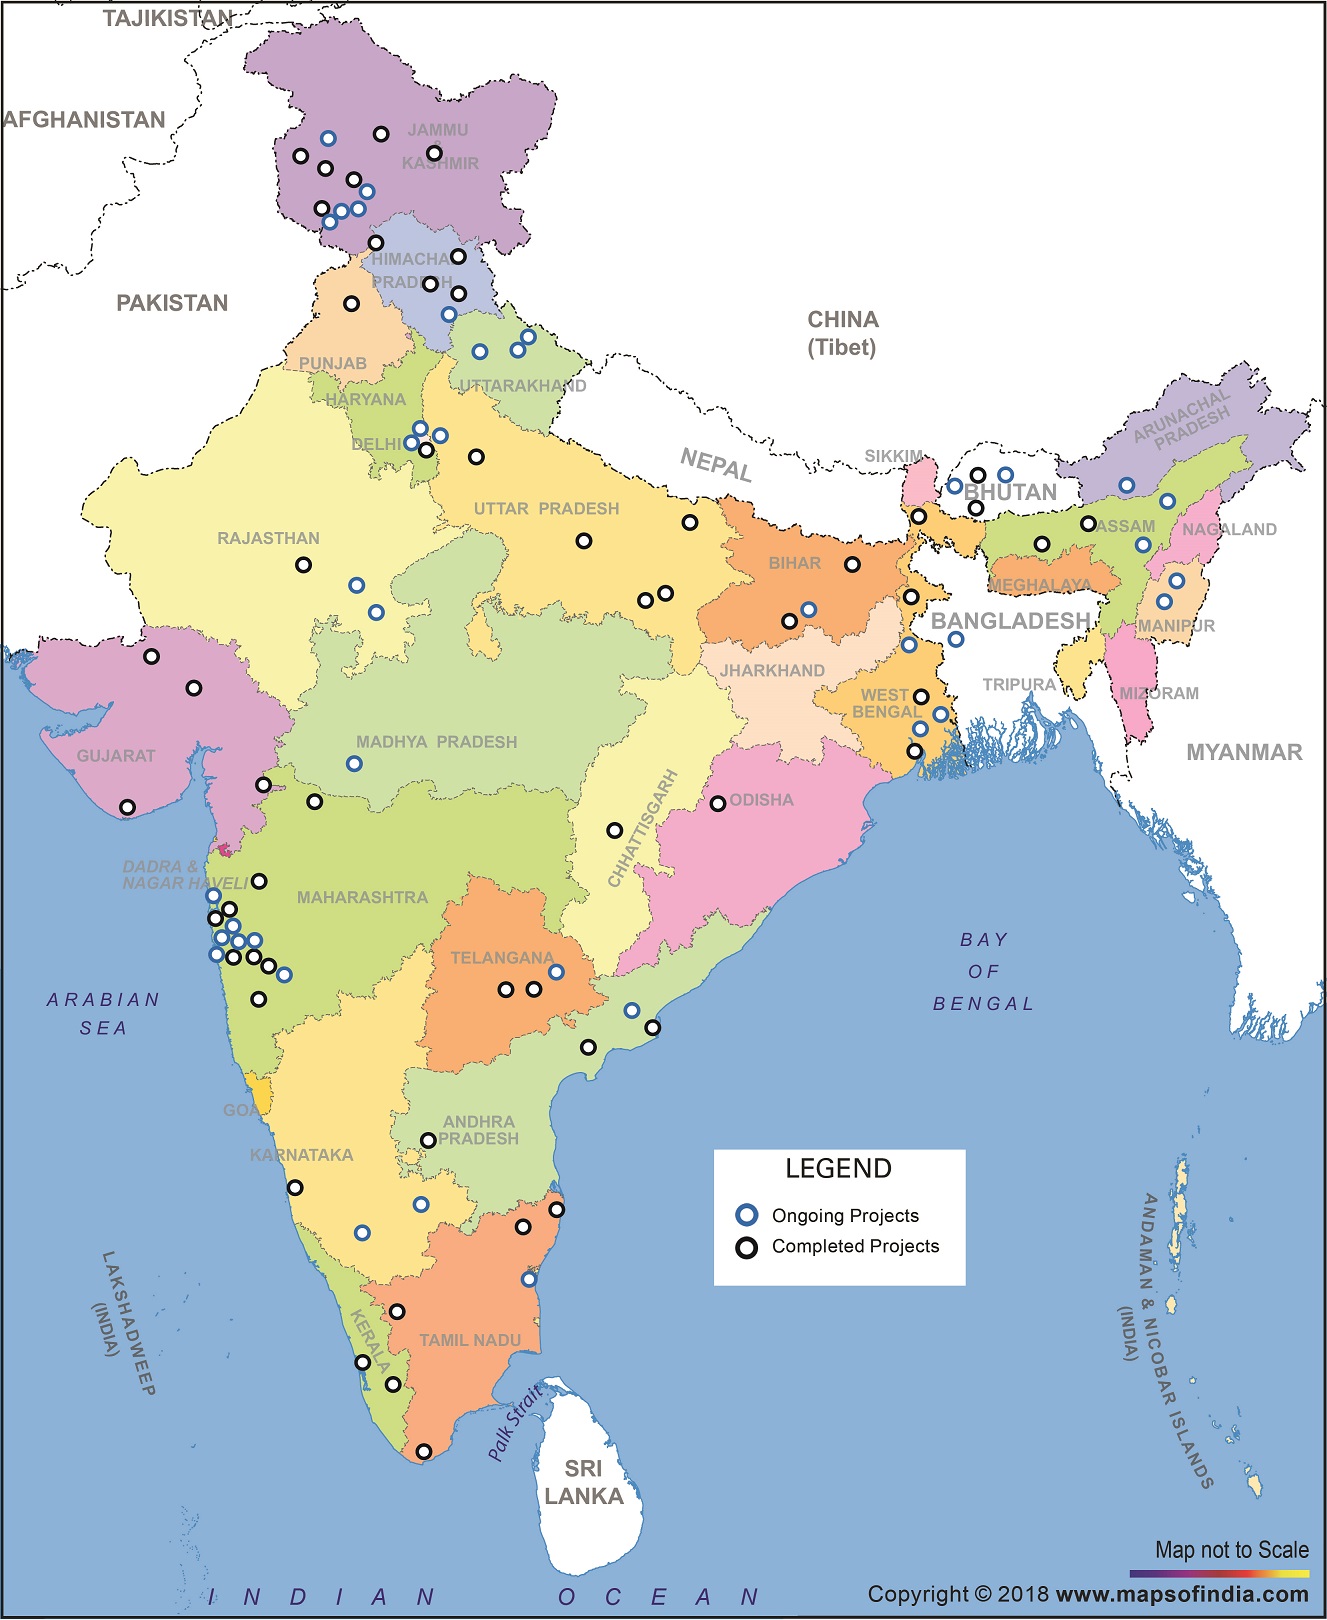 TAJIKISTAN
AFGHANISTAN
JAMMU
&
KASHMIR
HIMACHAL
PRADESH
PAKISTAN
CHINA
(Tibet)
PUNJAB
UTTARAKHAND
HARYANA
ARUNACHAL
PRADESH
DELHI
NEPAL
SIKKIM
BHUTAN
UTTAR PRADESH
ASSAM
NAGALAND
RAJASTHAN
BIHAR
MEGHALAYA
BANGLADESH
MANIPUR
JHARKHAND
TRIPURA
MIZORAM
WEST
BENGAL
GUJARAT
MADHYA PRADESH
MYANMAR
CHHATTISGARH
ODISHA
DADRA &
NAGAR HAVELI
MAHARASHTRA
TELANGANA
BAY
OF
BENGAL
ARABIAN
SEA
GOA
ANDHRA
PRADESH
KARNATAKA
LEGEND
Ongoing Projects
Completed Projects
LAKSHADWEEP
(INDIA)
ANDAMAN & NICOBAR ISLANDS
(INDIA)
KERALA
TAMIL NADU
Palk Strait
SRI
LANKA
INDIAN OCEAN
Map not to Scale
Copyright © 2018 www.mapsofindia.com